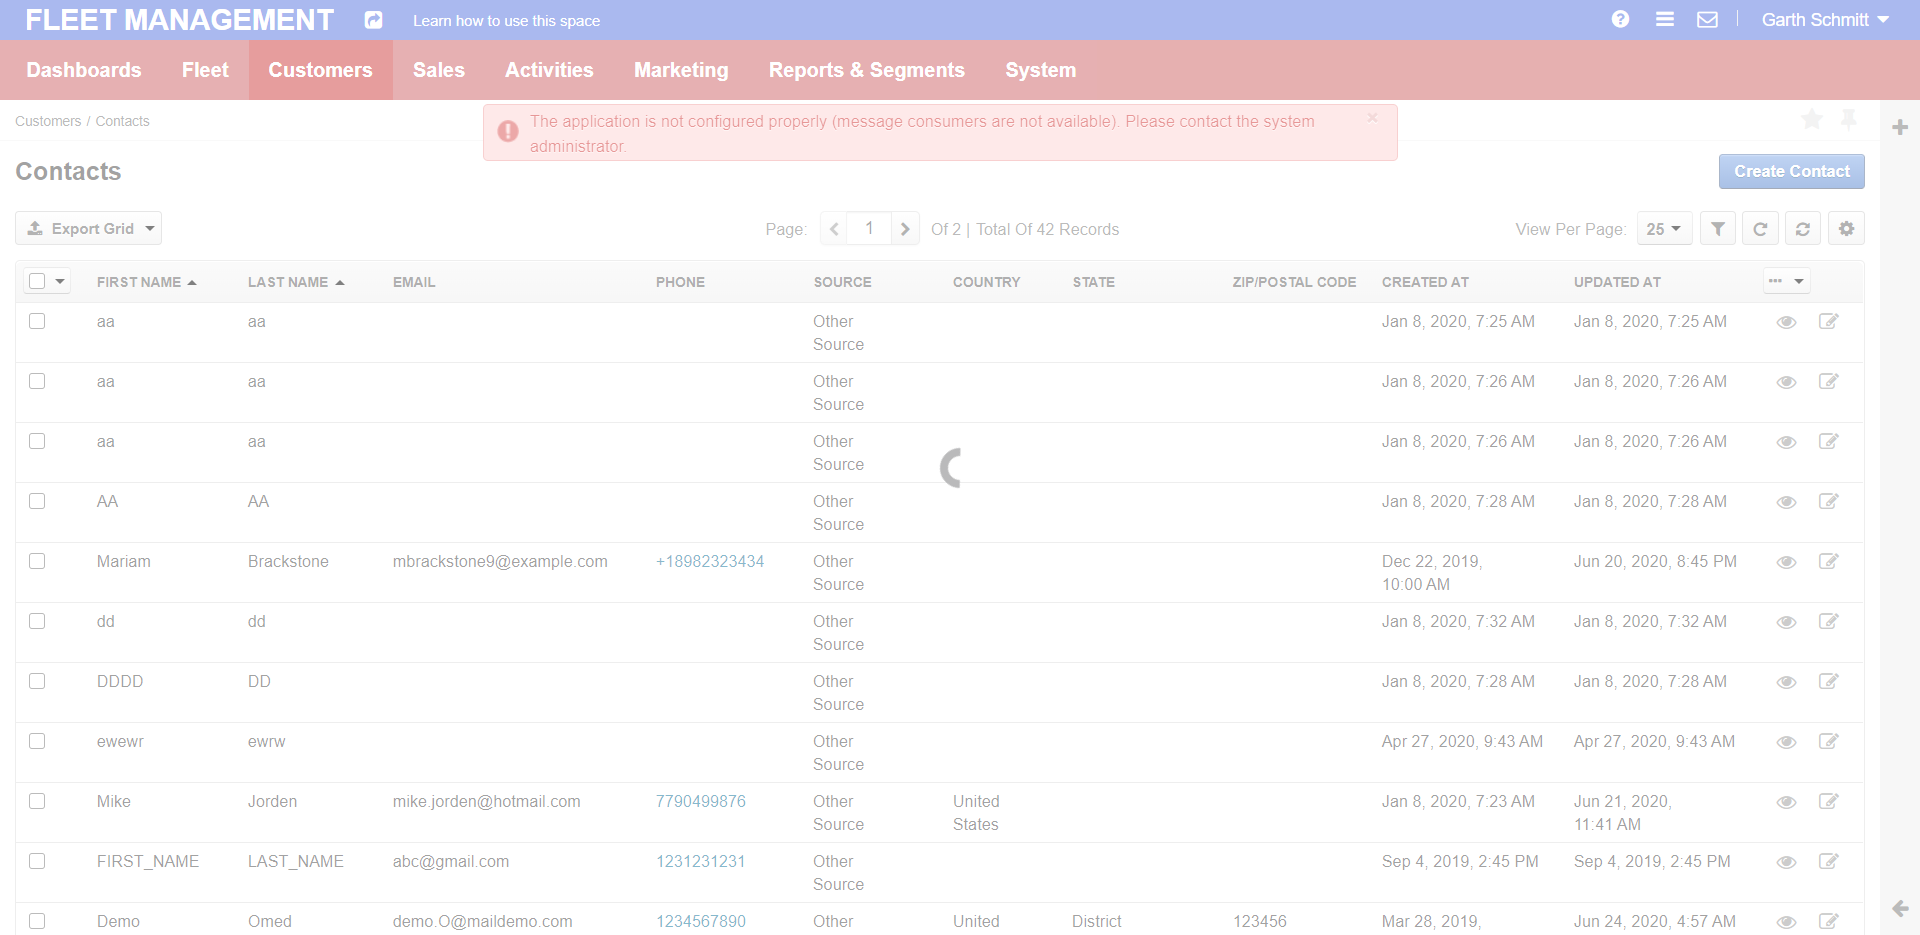 FLEET MANAGEMENT Learn how to use this space ? Garth Schmitt
Dashboards Fleet Customers Sales Activities Marketing Reports & Segments System
Customers / Contacts
The application is not configured properly (message consumers are not available). Please contact the system ×
administrator.
Contacts Create Contact
Export Grid Page: 1 Of 2 | Total Of 42 Records View Per Page: 25
FIRST NAME LAST NAME EMAIL PHONE SOURCE COUNTRY STATE ZIP/POSTAL CODE CREATED AT UPDATED AT
aa aa Other Jan 8, 2020, 7:25 AM Jan 8, 2020, 7:25 AM
Source
aa aa Other Jan 8, 2020, 7:26 AM Jan 8, 2020, 7:26 AM
Source
aa aa Other Jan 8, 2020, 7:26 AM Jan 8, 2020, 7:26 AM
Source
AA AA Other Jan 8, 2020, 7:28 AM Jan 8, 2020, 7:28 AM
Source
Mariam Brackstone mbrackstone9@example.com +18982323434 Other Dec 22, 2019, Jun 20, 2020, 8:45 PM
Source 10:00 AM
dd dd Other Jan 8, 2020, 7:32 AM Jan 8, 2020, 7:32 AM
Source
DDDD DD Other Jan 8, 2020, 7:28 AM Jan 8, 2020, 7:28 AM
Source
ewewr ewrw Other Apr 27, 2020, 9:43 AM Apr 27, 2020, 9:43 AM
Source
Mike Jorden mike.jorden@hotmail.com 7790499876 Other United Jan 8, 2020, 7:23 AM Jun 21, 2020,
Source States 11:41 AM
FIRST_NAME LAST_NAME abc@gmail.com 1231231231 Other Sep 4, 2019, 2:45 PM Sep 4, 2019, 2:45 PM
Source
Demo Omed demo.O@maildemo.com 1234567890 Other United District 123456 Mar 28, 2019, Jun 24, 2020, 4:57 AM